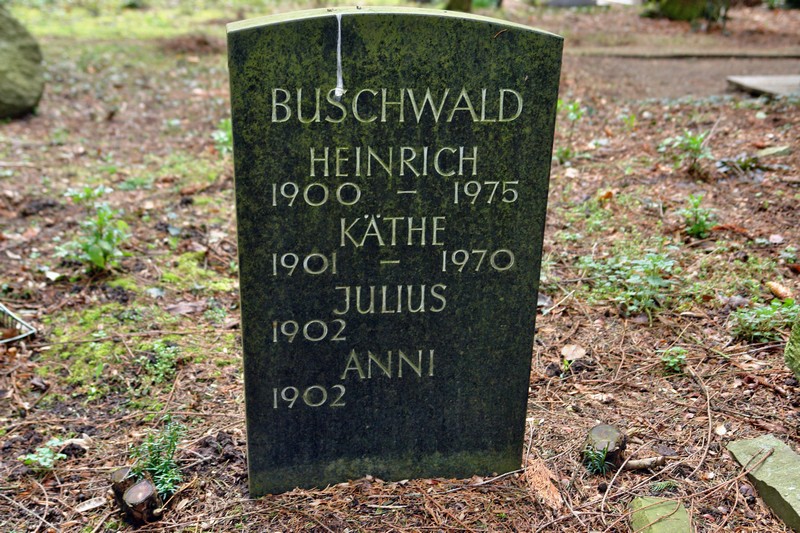 BUSCHWALD
HEINRICH
1900 – 1975
KÄTHE
1901 – 1970
JULIUS
1902
ANNI
1902